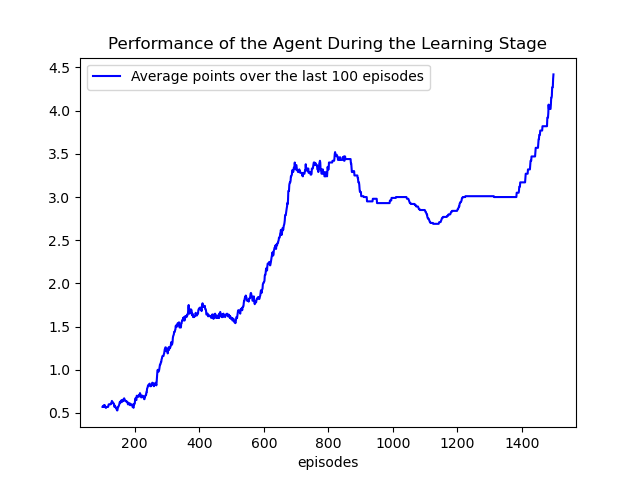 Performance of the Agent During the Learning Stage
Average points over the last 100 episodes
4.5
4.0
3.5
3.0
2.5
2.0
1.5
1.0
0.5
200 400 600 800 1000 1200 1400
episodes